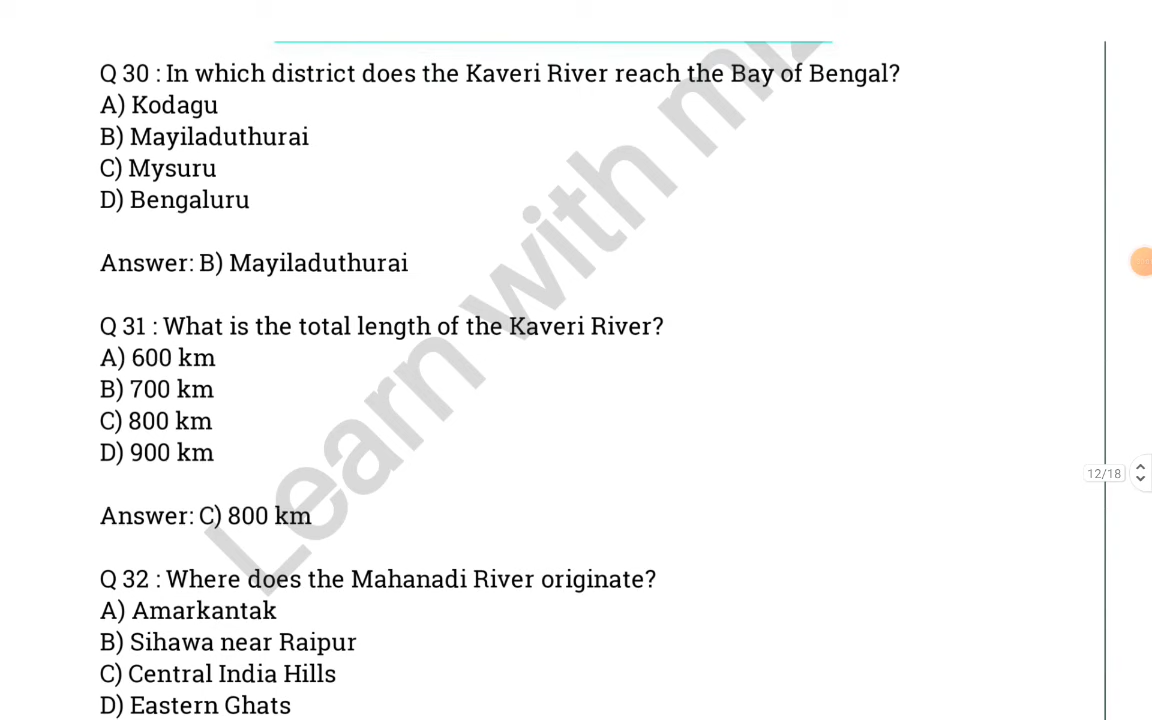 Q 30 : In which district does the Kaveri River reach the Bay of Bengal?
A) Kodagu
B) Mayiladuthurai
C) Mysuru
D) Bengaluru
Answer: B) Mayiladuthurai
Q 31 : What is the total length of the Kaveri River?
A) 600 km
B) 700 km
C) 800 km
D) 900 km
12/18
Answer: C) 800 km
Q 32 : Where does the Mahanadi River originate?
A) Amarkantak
B) Sihawa near Raipur
C) Central India Hills
D) Eastern Ghats
Learn with